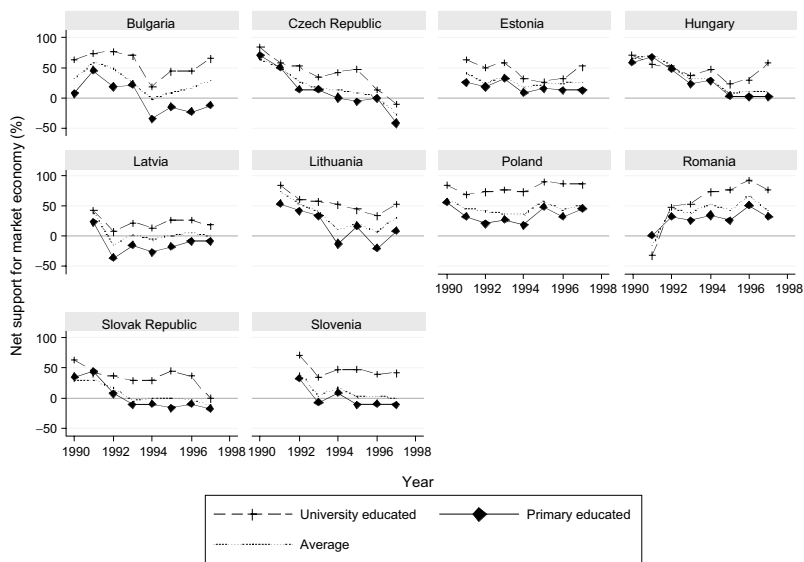 Bulgaria Czech Republic Estonia Hungary
100
50
0
−50
Latvia Lithuania Poland Romania
100
50
0
−50
1990 1992 1994 1996 1998 1990 1992 1994 1996 1998
Slovak Republic Slovenia
100
50
0
−50
1990 1992 1994 1996 1998 1990 1992 1994 1996 1998
Net support for market economy (%)
Year
University educated Primary educated
Average